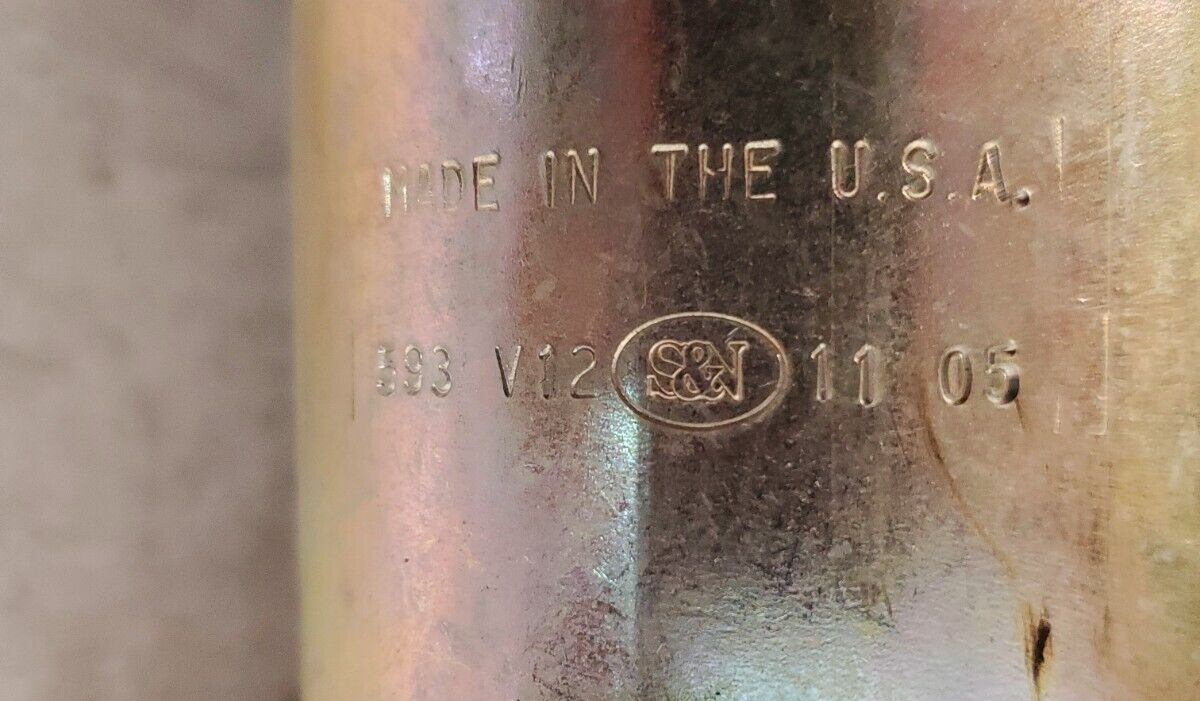 MADE IN THE U.S.A.
593 V12 S&N 11 05